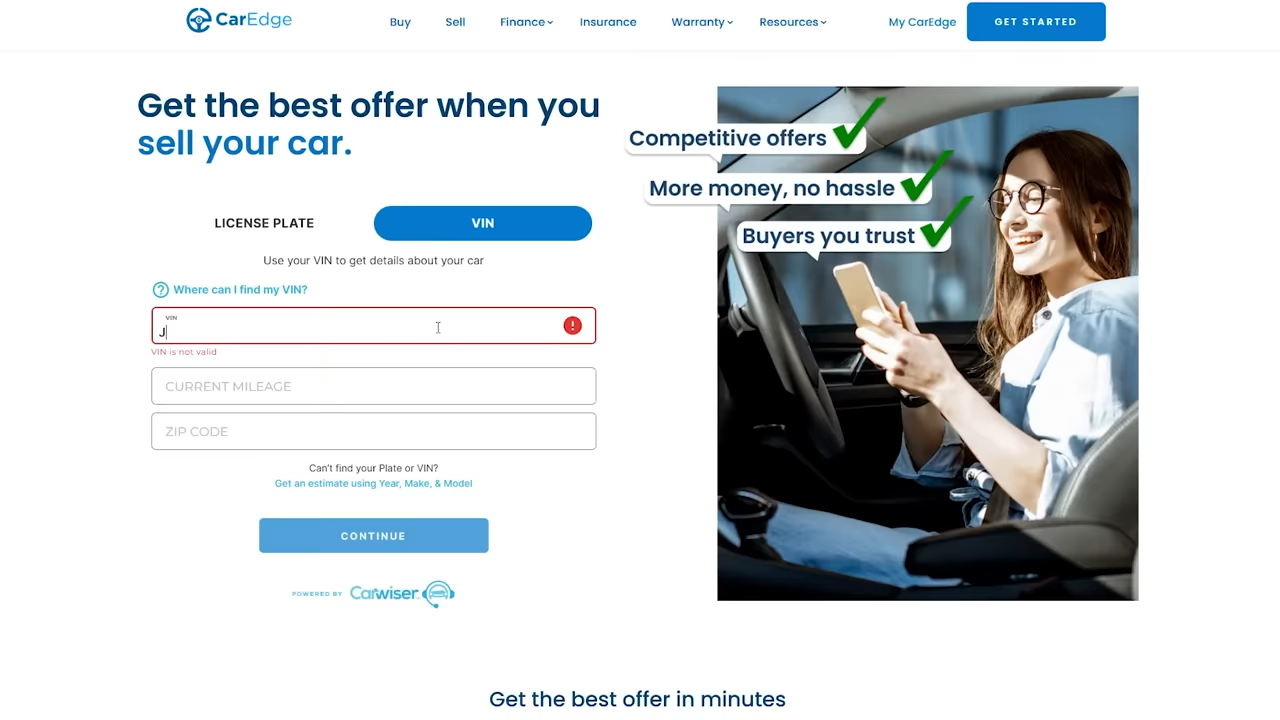 CarEdge
Buy
Sell
Finance
Insurance
Warranty
Resources
My CarEdge
GET STARTED
Get the best offer when you
sell your car.
Competitive offers
More money, no hassle
Buyers you trust
LICENSE PLATE
VIN
Use your VIN to get details about your car
Where can I find my VIN?
VIN
J
VIN is not valid
CURRENT MILEAGE
ZIP CODE
Can't find your Plate or VIN?
Get an estimate using Year, Make, & Model
CONTINUE
POWERED BY Carwiser
Get the best offer in minutes